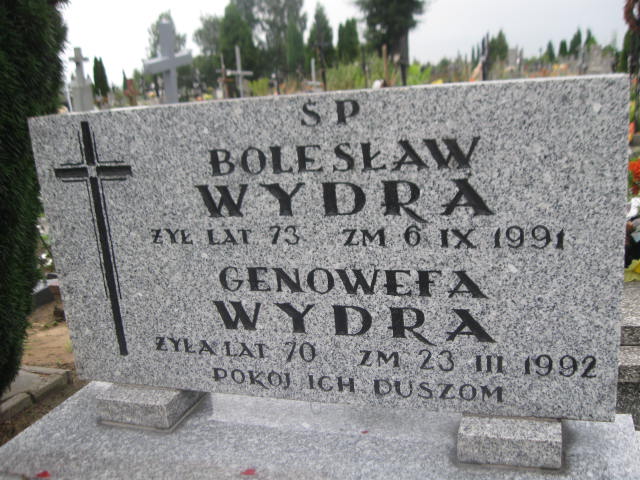 ŚP
BOLESŁAW
WYDRA
ŻYŁ LAT 73 ZM 6 IX 1991
GENOWEFA
WYDRA
ŻYŁA LAT 70 ZM 23 III 1992
POKÓJ ICH DUSZOM